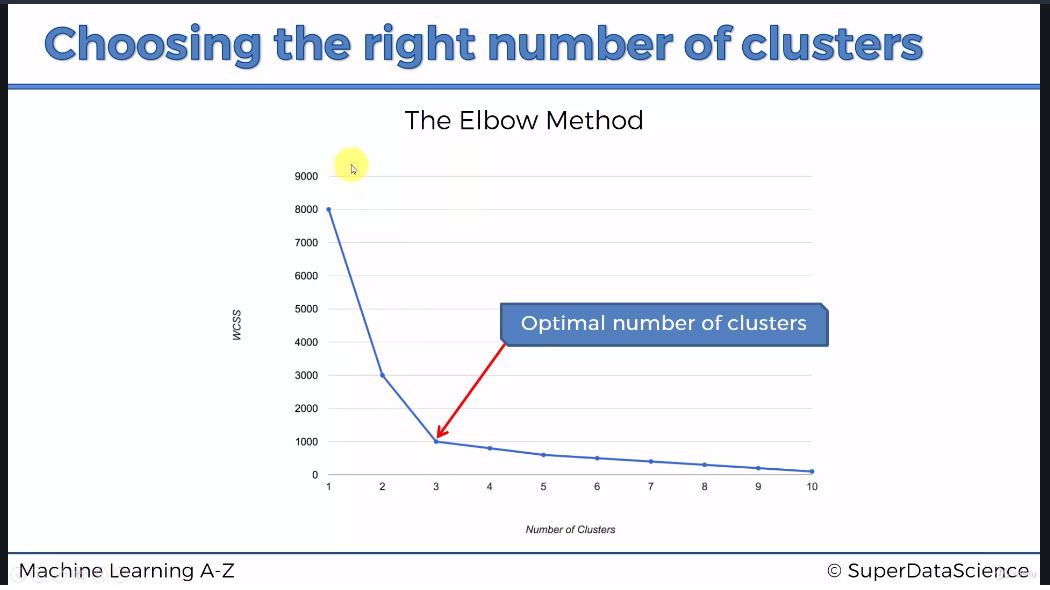 Choosing the right number of clusters
The Elbow Method
9000
8000
7000
6000
5000
4000
3000
2000
1000
0
WCSS
Optimal number of clusters
1 2 3 4 5 6 7 8 9 10
Number of Clusters
Machine Learning A-Z
© SuperDataScience